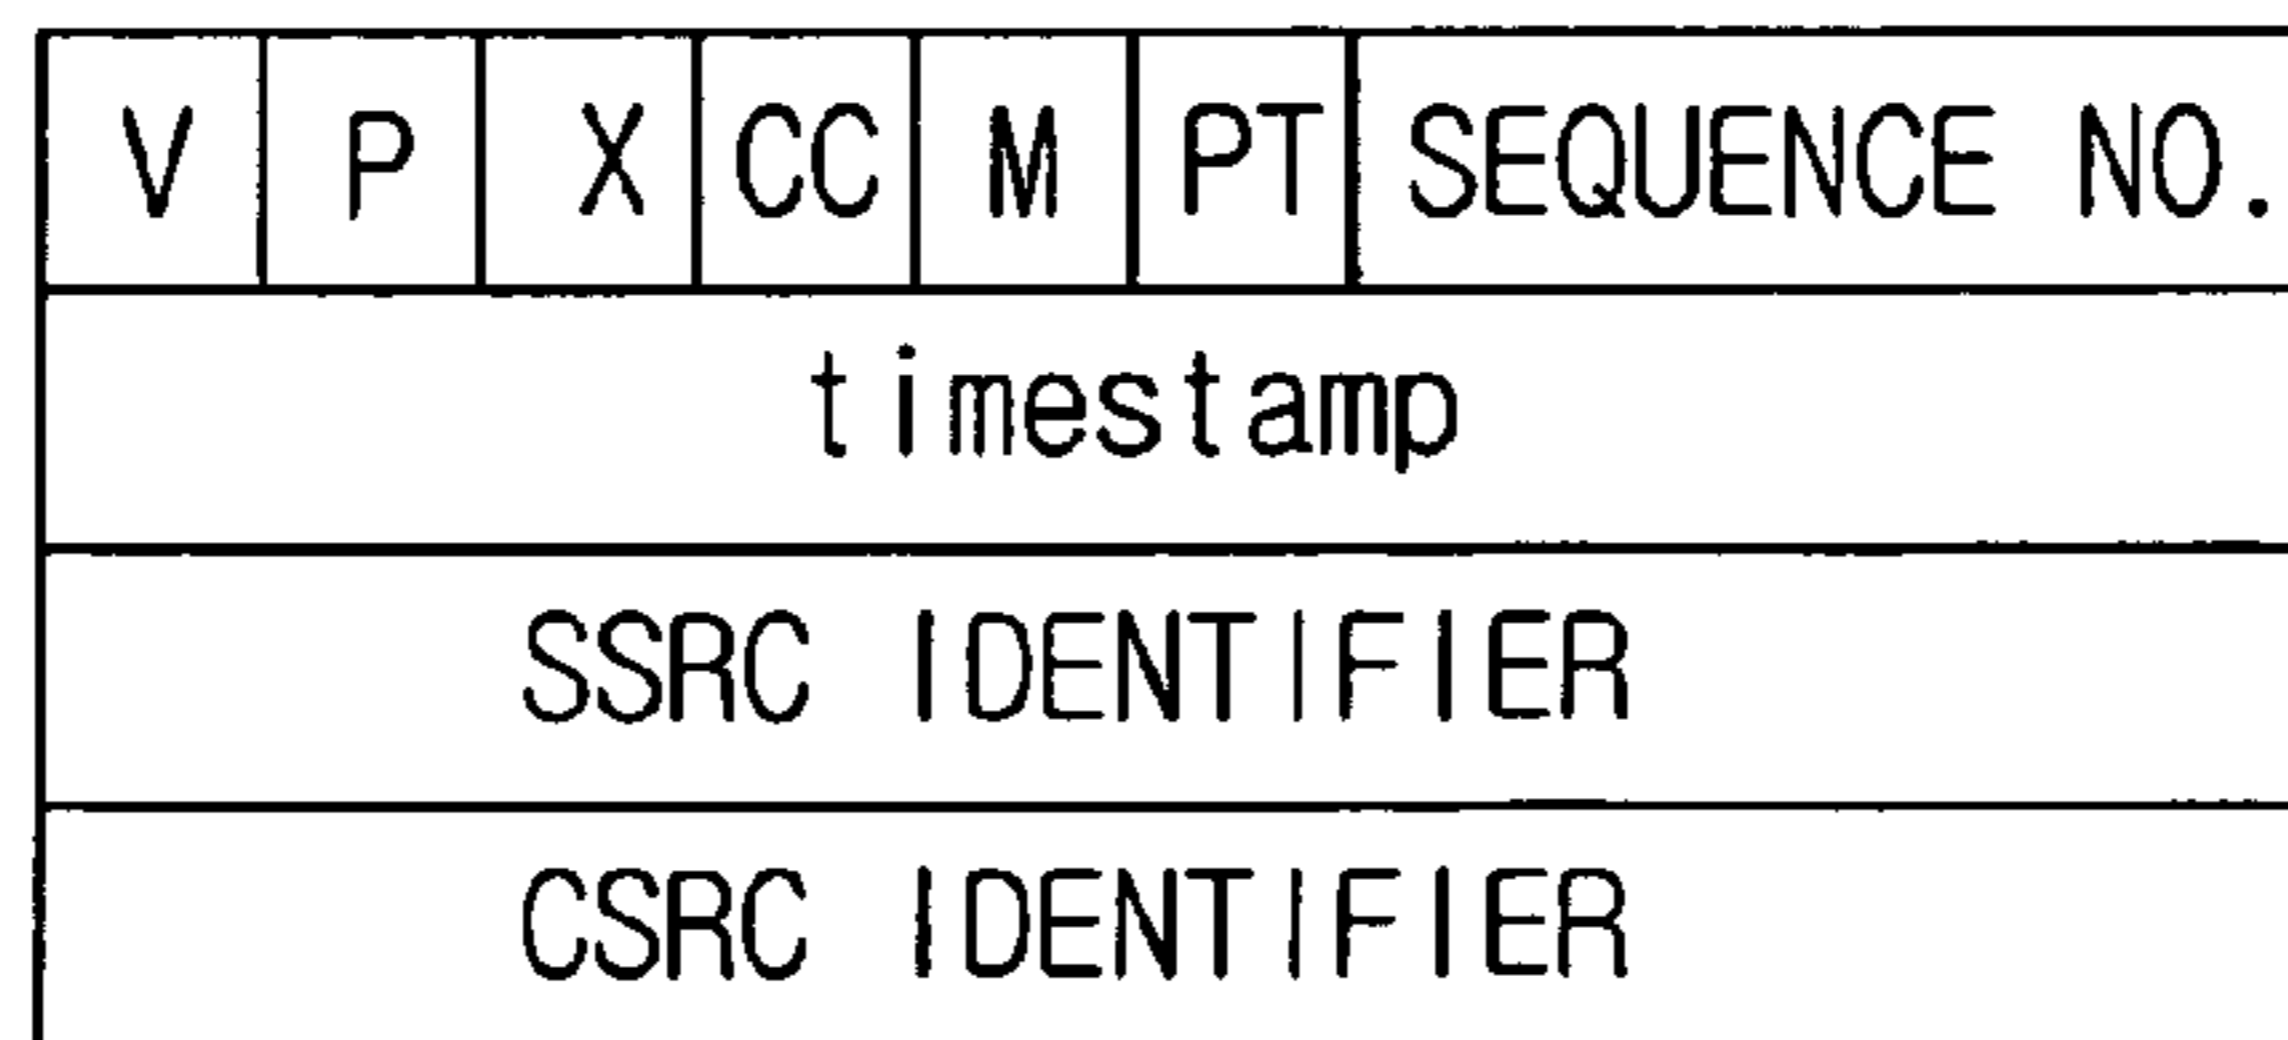 V P X CC M PT SEQUENCE NO.
timestamp
SSRC IDENTIFIER
CSRC IDENTIFIER